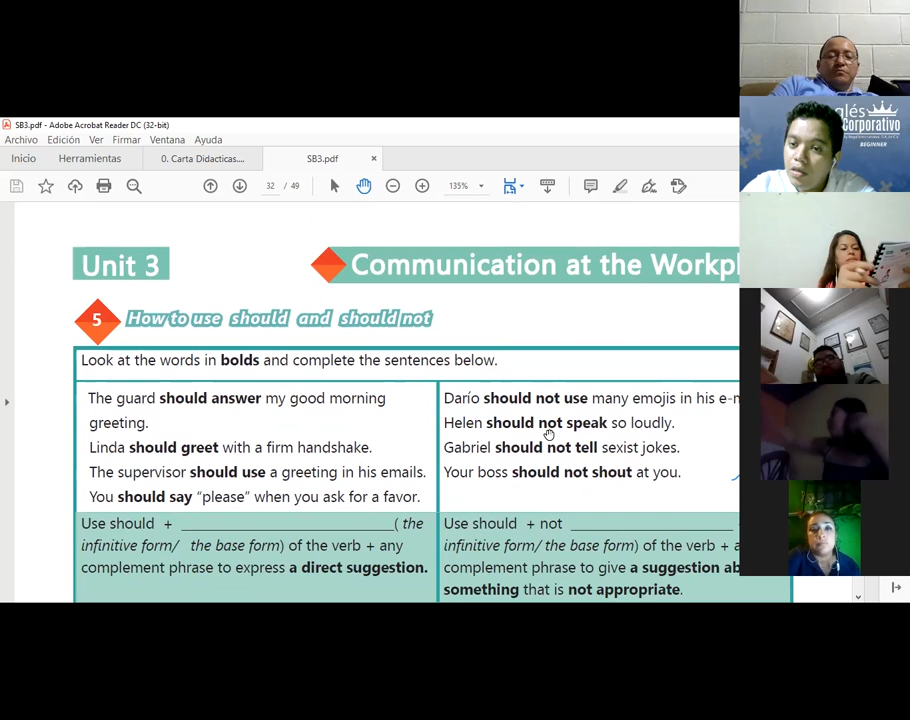 SB3.pdf - Adobe Acrobat Reader DC (32-bit)
Archivo Edición Ver Firmar Ventana Ayuda
Inicio Herramientas 0. Carta Didacticas.... SB3.pdf ×
32 / 49 135%
Unit 3 Communication at the Workpl
5 How to use should and should not
Look at the words in bolds and complete the sentences below.
The guard should answer my good morning
greeting.
Linda should greet with a firm handshake.
The supervisor should use a greeting in his emails.
You should say “please” when you ask for a favor.
Darío should not use many emojis in his e-m
Helen should not speak so loudly.
Gabriel should not tell sexist jokes.
Your boss should not shout at you.
Use should + _________________________( the
infinitive form/ the base form) of the verb + any
complement phrase to express a direct suggestion.
Use should + not ___________________
infinitive form/ the base form) of the verb + a
complement phrase to give a suggestion ab
something that is not appropriate.
glés
Corporativo
BEGINNER